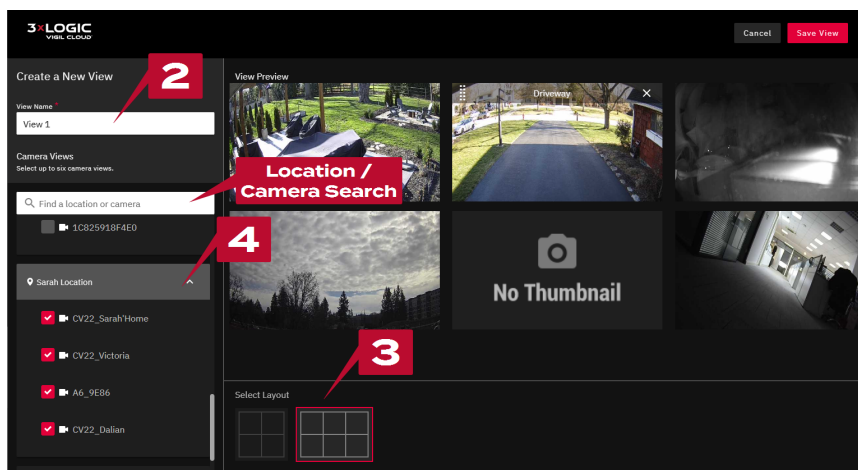 3×LOGIC
VIGIL CLOUD
Cancel
Save View
Create a New View
2
View Name *
View 1
Camera Views
Select up to six camera views.
Location /
Camera Search
Find a location or camera
1C825918F4E0
4
Sarah Location
CV22_Sarah'Home
CV22_Victoria
A6_9E86
CV22_Dalian
View Preview
Driveway
No Thumbnail
3
Select Layout